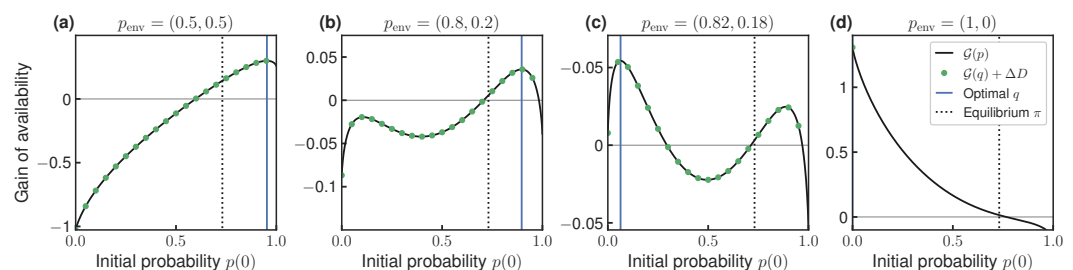 (a) p_env = (0.5, 0.5)
(b) p_env = (0.8, 0.2)
(c) p_env = (0.82, 0.18)
(d) p_env = (1, 0)
Gain of availability
0
−0.5
−1
0.0 0.5 1.0
Initial probability p(0)
0.05
0
−0.05
−0.1
0.0 0.5 1.0
Initial probability p(0)
−0.05
0
−0.05
0.0 0.5 1.0
Initial probability p(0)
1
0
0.0 0.5 1.0
Initial probability p(0)
𝒢(p)
𝒢(q) + ΔD
Optimal q
Equilibrium π